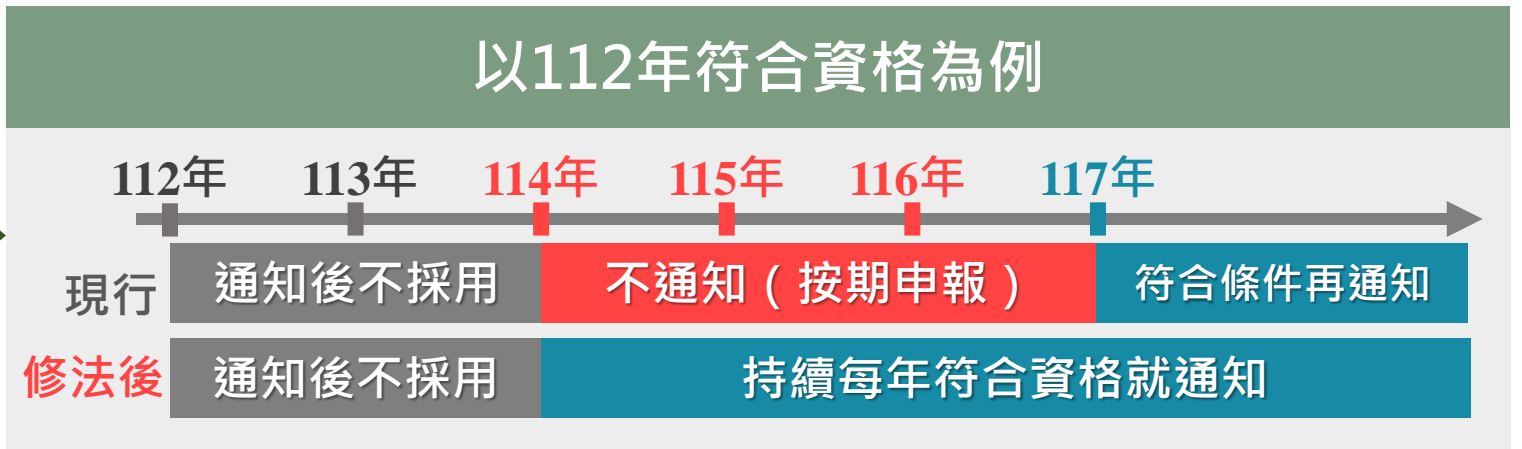 以112年符合資格為例
112年 113年 114年 115年 116年 117年
現行 通知後不採用 不通知（按期申報） 符合條件再通知
修法後 通知後不採用 持續每年符合資格就通知